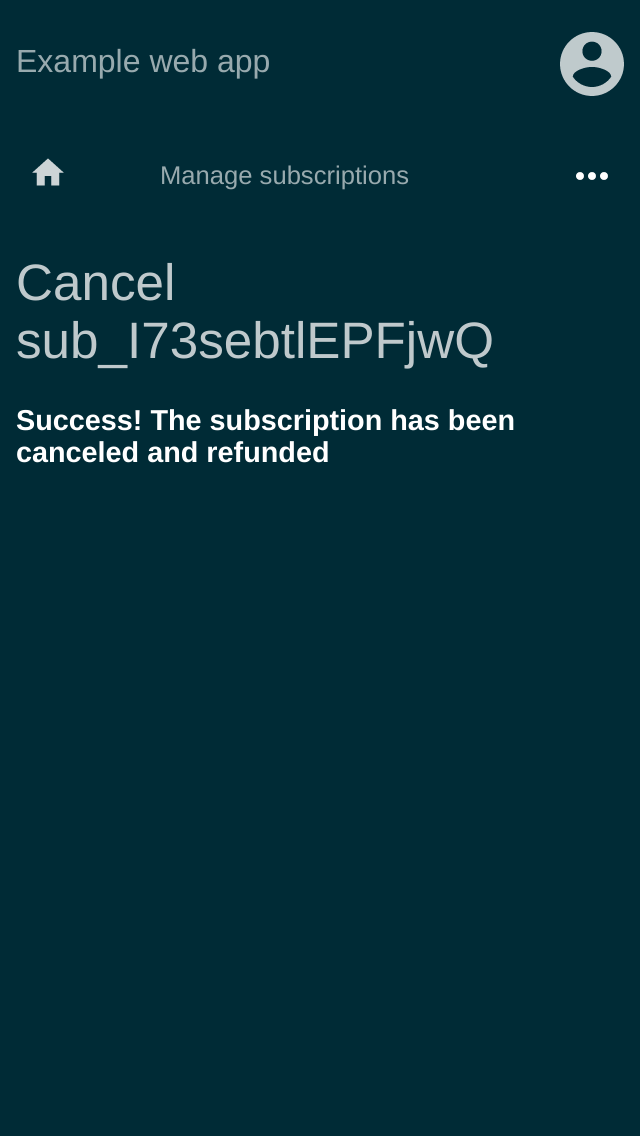 Example web app
Manage subscriptions
Cancel
sub_I73sebtlEPFjwQ
Success! The subscription has been
canceled and refunded